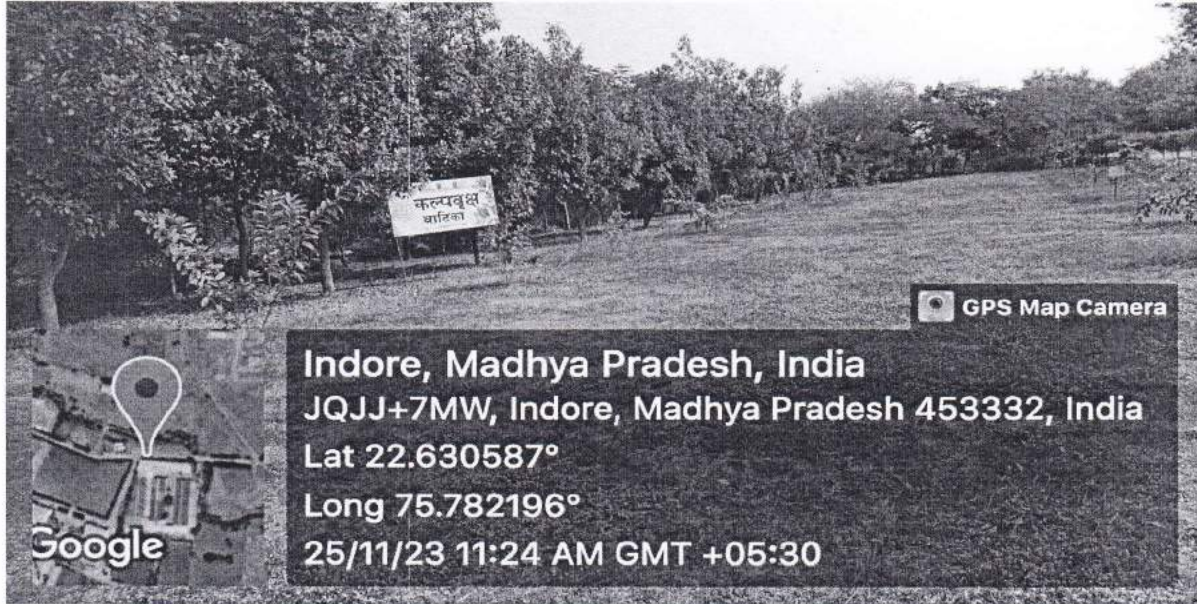 कल्पवृक्ष
वाटिका
GPS Map Camera
Indore, Madhya Pradesh, India
JQJJ+7MW, Indore, Madhya Pradesh 453332, India
Lat 22.630587°
Long 75.782196°
25/11/23 11:24 AM GMT +05:30
Google